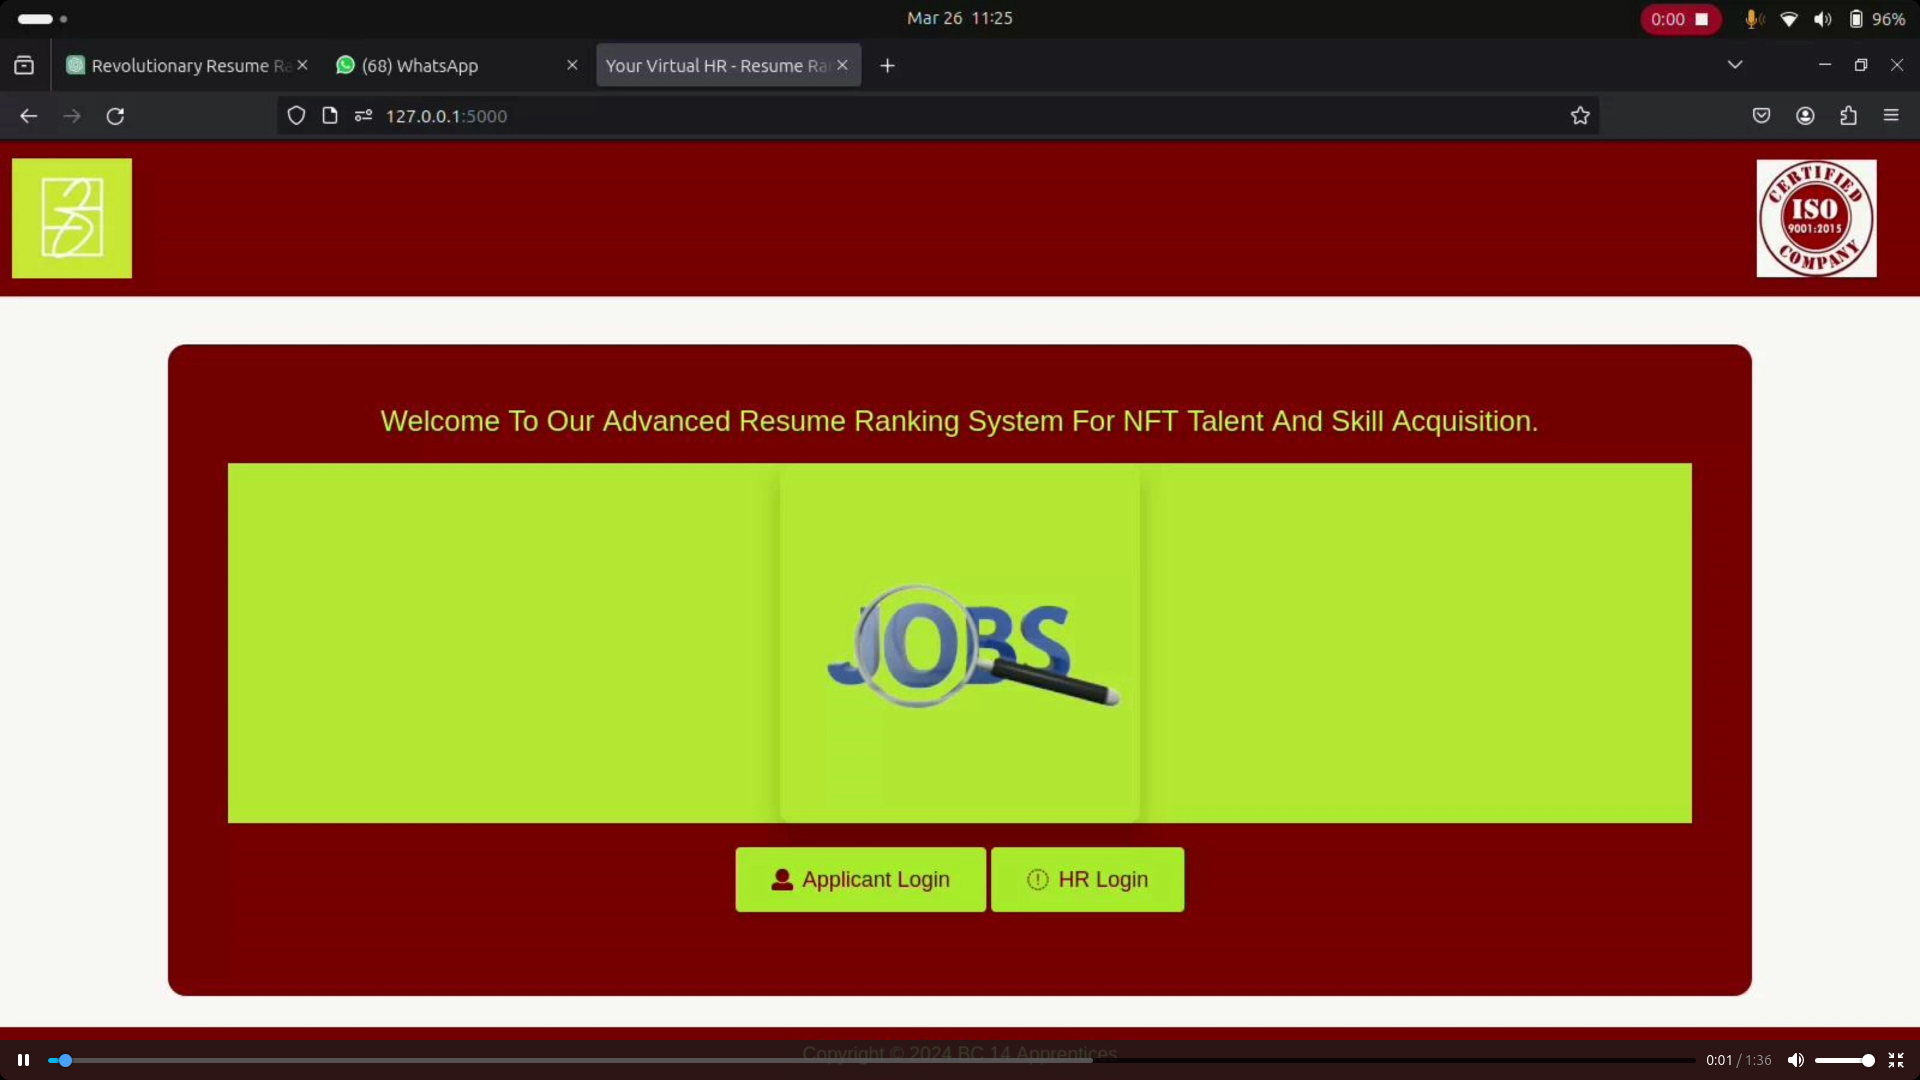 Mar 26 11:25
0:00
96%
Revolutionary Resume Ra
(68) WhatsApp
Your Virtual HR - Resume Ra
127.0.0.1:5000
CERTIFIED
ISO
9001:2015
COMPANY
Welcome To Our Advanced Resume Ranking System For NFT Talent And Skill Acquisition.
JOBS
Applicant Login
HR Login
Copyright © 2024 BC 14 Apprentices
0:01 / 1:36